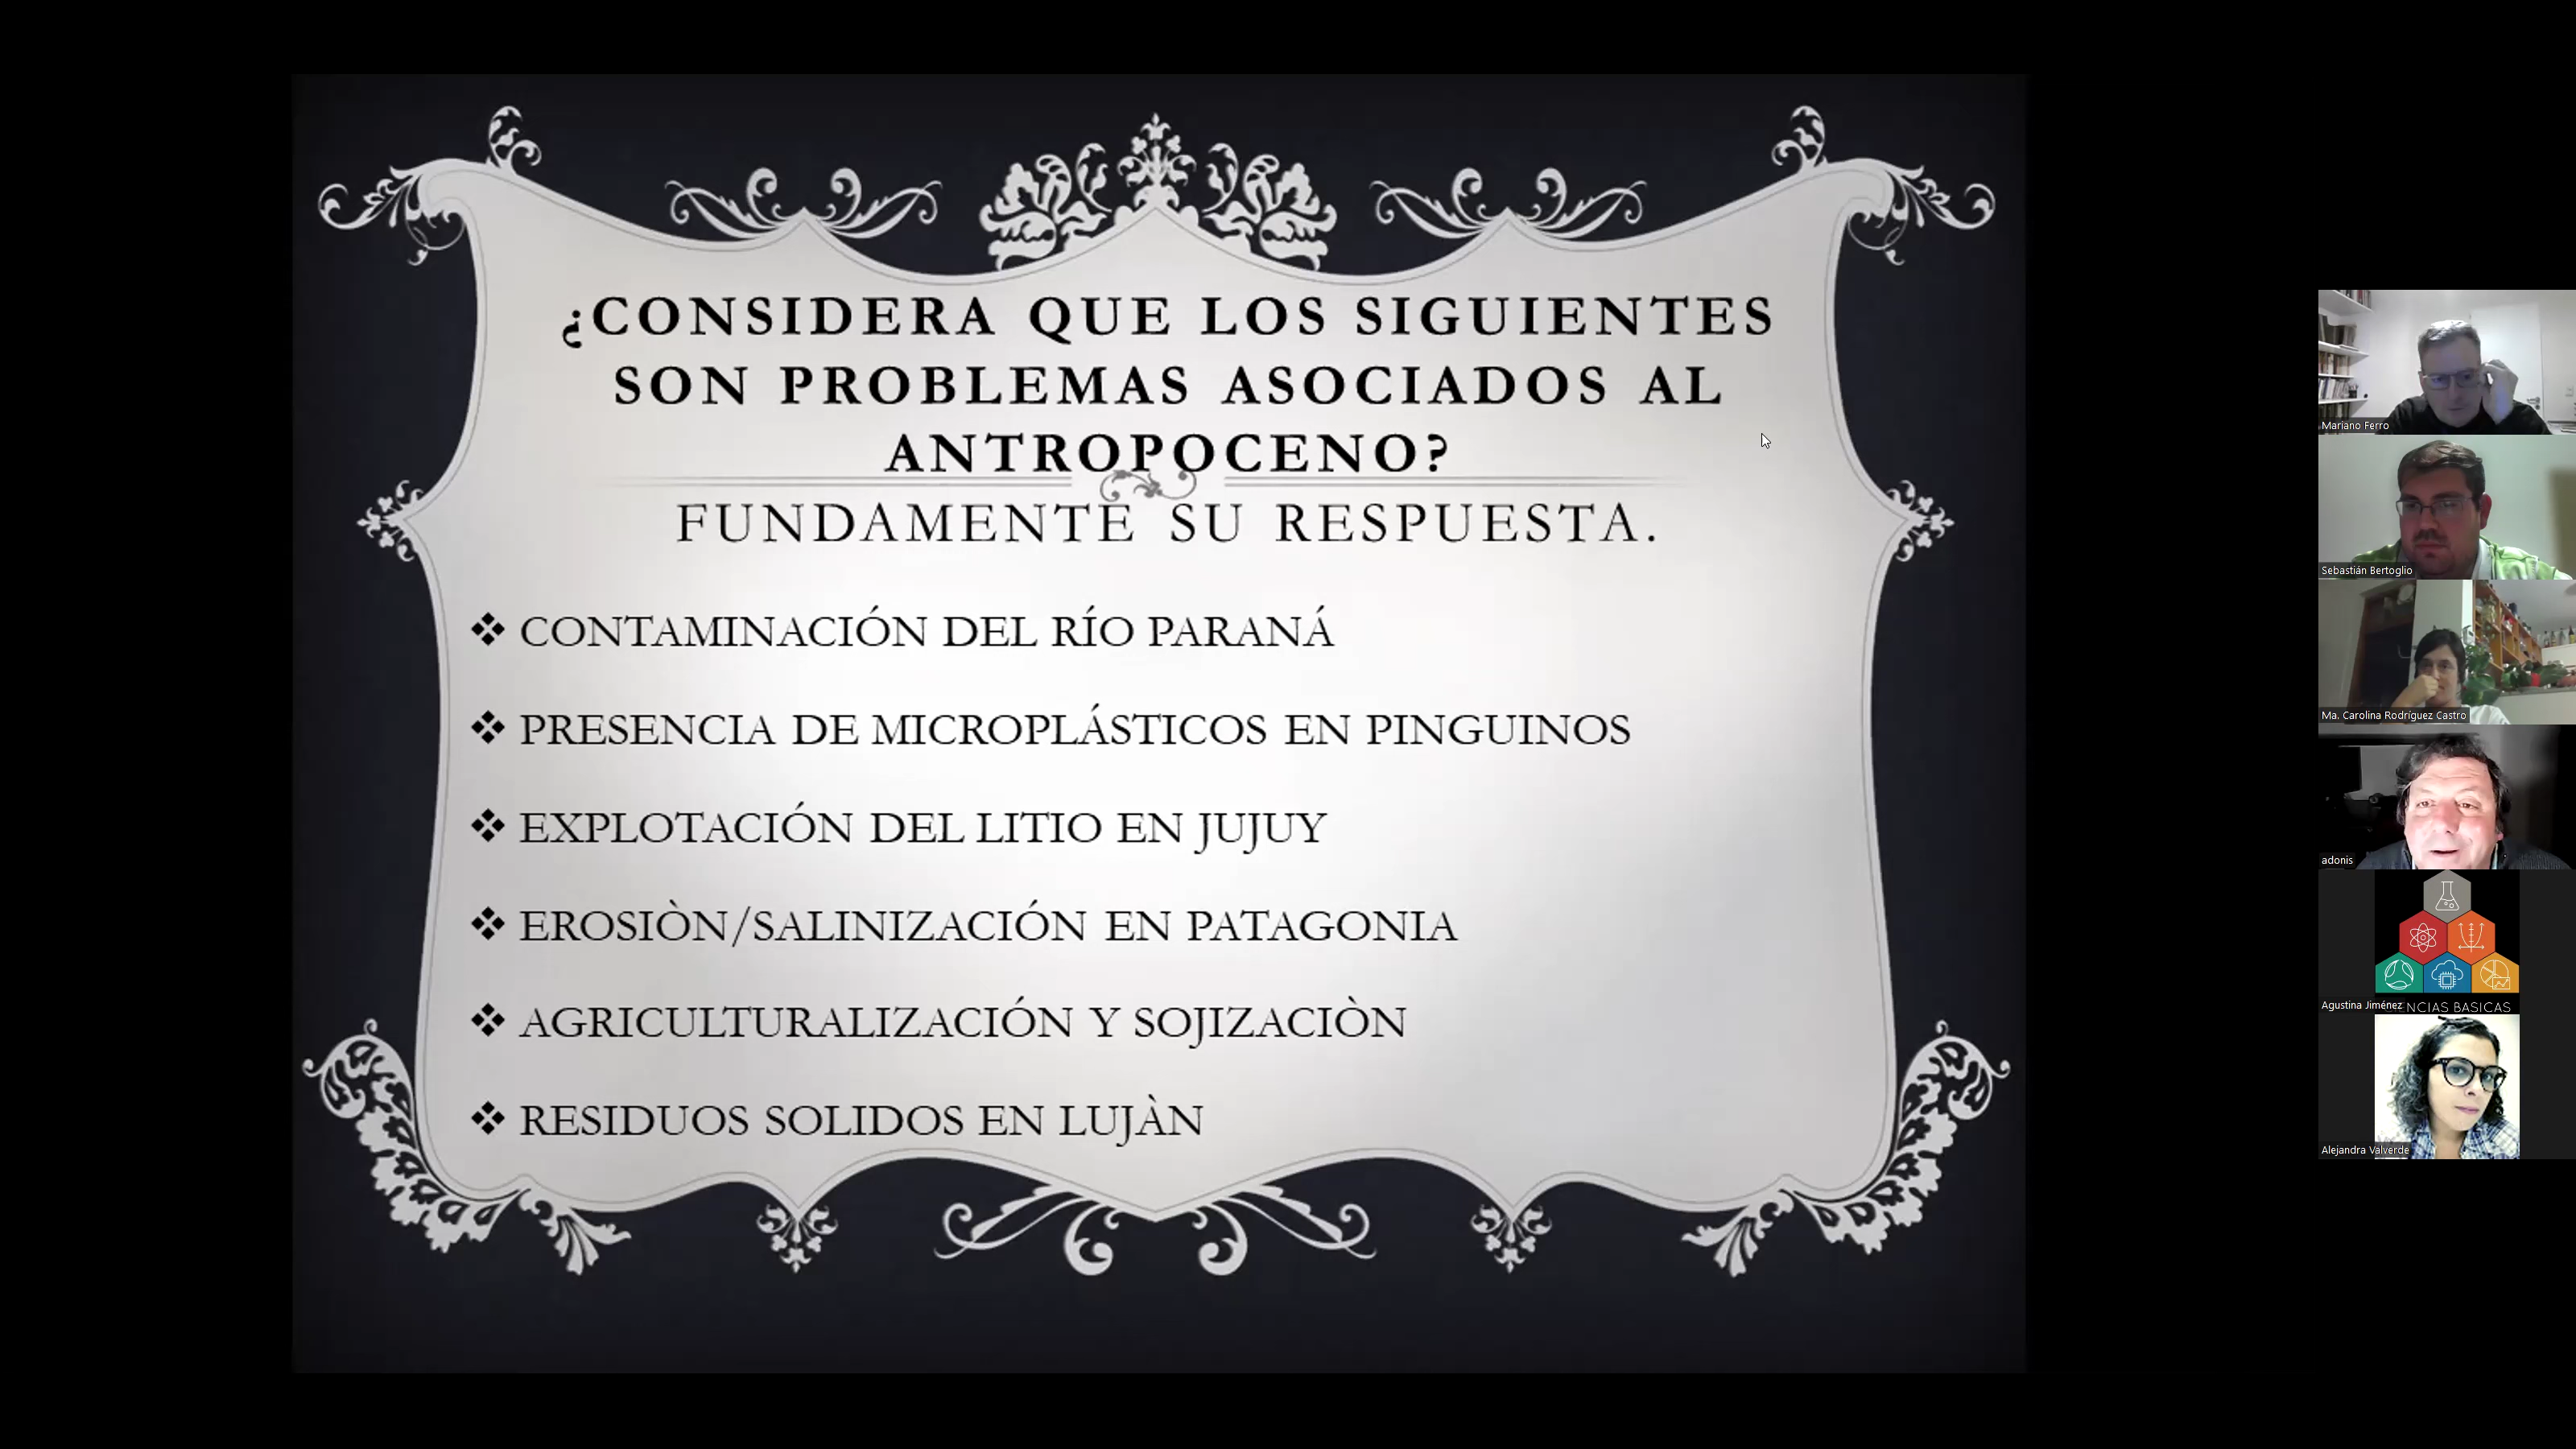 ¿CONSIDERA QUE LOS SIGUIENTES
SON PROBLEMAS ASOCIADOS AL
ANTROPOCENO?
FUNDAMENTE SU RESPUESTA.
❖ CONTAMINACIÓN DEL RÍO PARANÁ
❖ PRESENCIA DE MICROPLÁSTICOS EN PINGUINOS
❖ EXPLOTACIÓN DEL LITIO EN JUJUY
❖ EROSIÒN/SALINIZACIÓN EN PATAGONIA
❖ AGRICULTURALIZACIÓN Y SOJIZACIÒN
❖ RESIDUOS SOLIDOS EN LUJÀN
Mariano Ferro
Sebastián Bertoglio
Ma. Carolina Rodríguez Castro
adonis
Agustina Jiménez
ENCIAS BASICAS
Alejandra Valverde